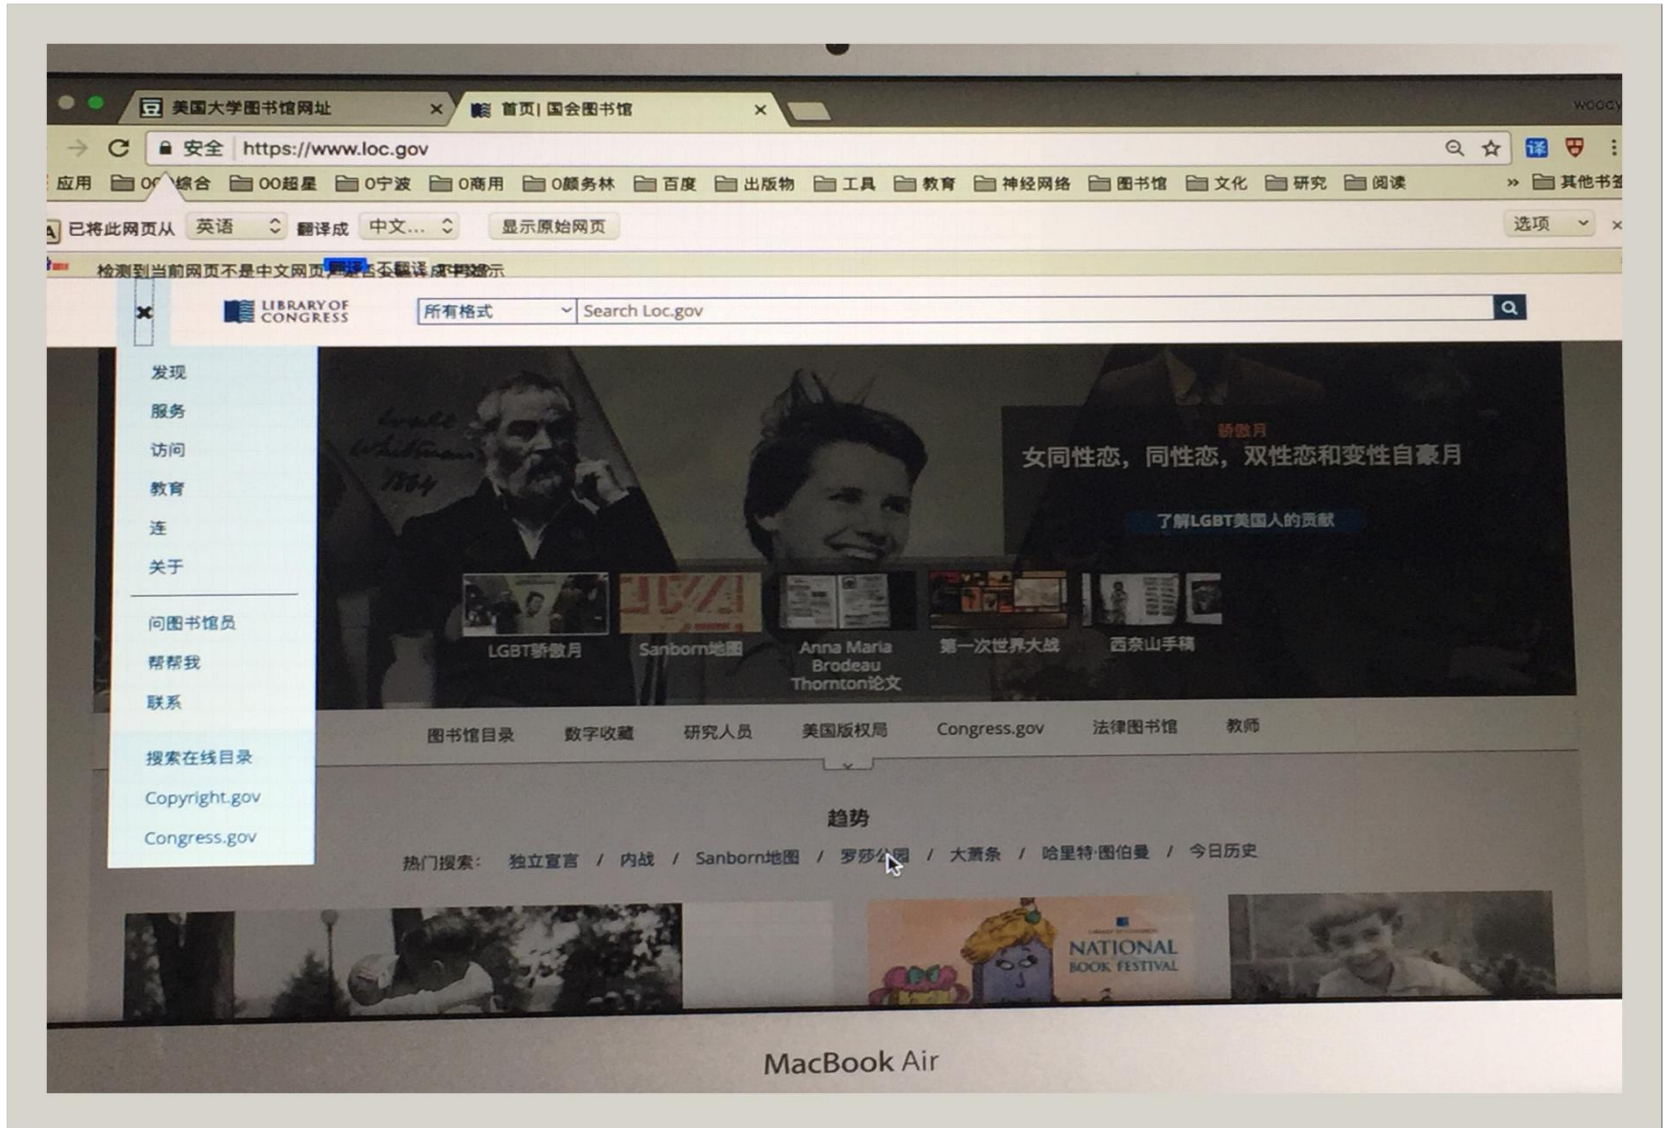 美国大学图书馆网址
首页| 国会图书馆
安全 https://www.loc.gov
译
应用 综合 OO超星 O宁波 O商用 O颜务林 百度 出版物 工具 教育 神经网络 图书馆 文化 研究 阅读 » 其他书签
已将此网页从 英语 翻译成 中文... 显示原始网页 选项
检测到当前网页不是中文网页
LIBRARY OF
CONGRESS
所有格式 Search Loc.gov
发现
服务
访问
教育
连
关于
问图书馆员
帮帮我
联系
搜索在线目录
Copyright.gov
Congress.gov
Walt
Whitman
1864
骄傲月
女同性恋，同性恋，双性恋和变性自豪月
了解LGBT美国人的贡献
LGBT骄傲月
Sanborn地图
Anna Maria
Brodeau
Thornton论文
第一次世界大战
西奈山手稿
图书馆目录 数字收藏 研究人员 美国版权局 Congress.gov 法律图书馆 教师
趋势
热门搜索： 独立宣言 / 内战 / Sanborn地图 / 罗莎公园 / 大萧条 / 哈里特·图伯曼 / 今日历史
NATIONAL
BOOK FESTIVAL
MacBook Air